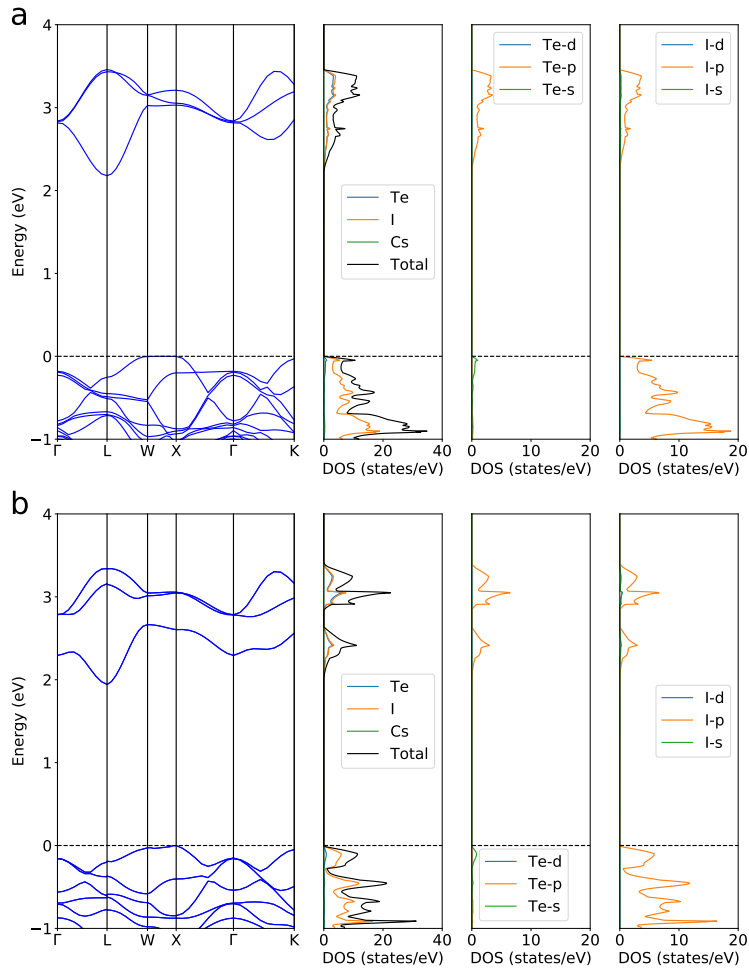 a
4
3
2
1
0
−1
Energy (eV)
Γ
L
W
X
Γ
K
Te
I
Cs
Total
0
20
40
DOS (states/eV)
Te-d
Te-p
Te-s
0
10
20
DOS (states/eV)
I-d
I-p
I-s
0
10
20
DOS (states/eV)
b
4
3
2
1
0
−1
Energy (eV)
Γ
L
W
X
Γ
K
Te
I
Cs
Total
0
20
40
DOS (states/eV)
Te-d
Te-p
Te-s
0
10
20
DOS (states/eV)
I-d
I-p
I-s
0
10
20
DOS (states/eV)